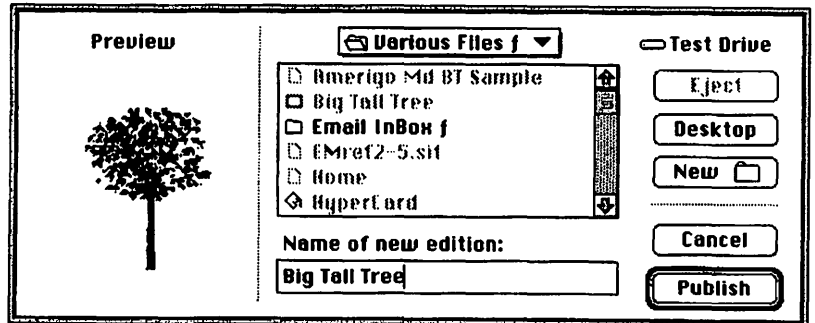 Preview
Various Files ƒ
Test Drive
Amerigo Md BT Sample
Big Tall Tree
Email InBox ƒ
EMref2-5.sit
Home
HyperCard
Eject
Desktop
New
Name of new edition:
Big Tall Tree
Cancel
Publish